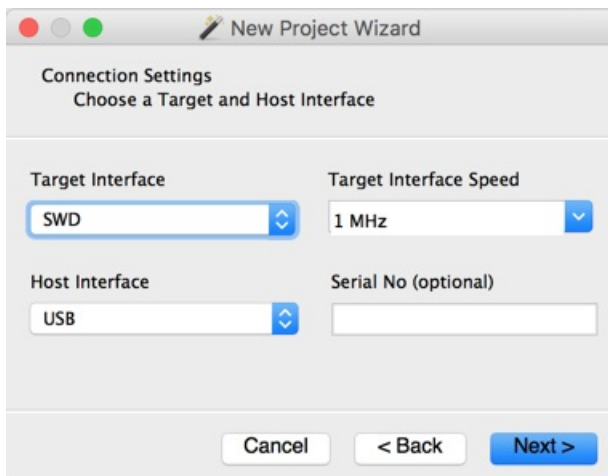 New Project Wizard
Connection Settings
Choose a Target and Host Interface
Target Interface
Target Interface Speed
SWD
1 MHz
Host Interface
Serial No (optional)
USB
Cancel
< Back
Next >